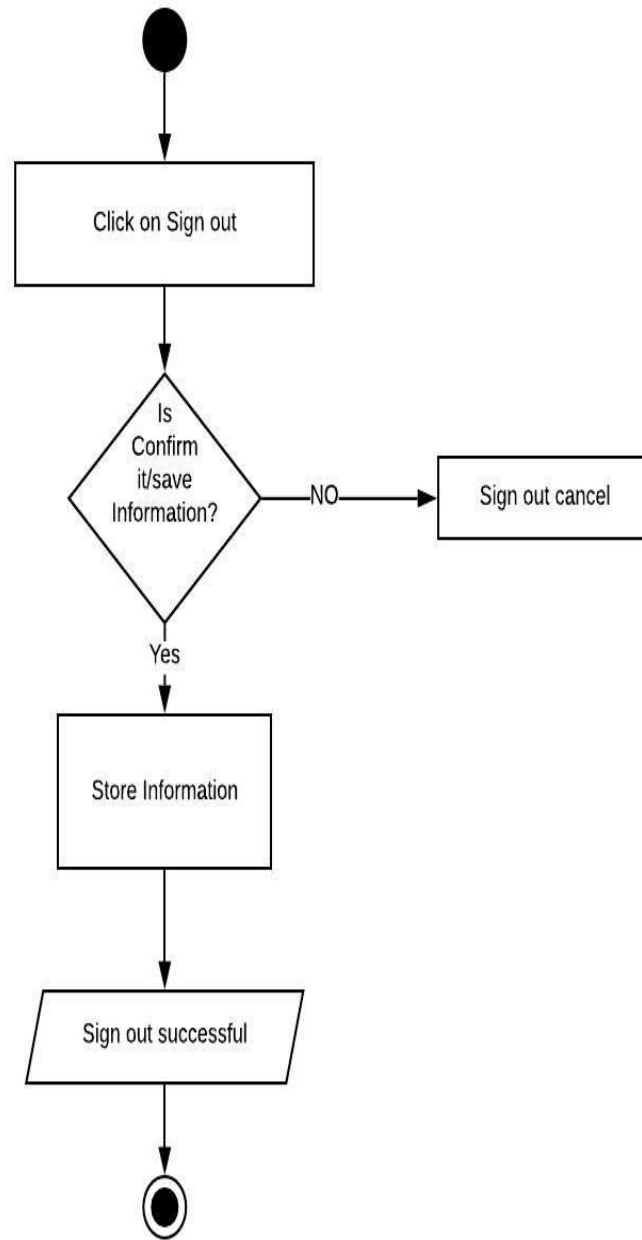 Click on Sign out
Is
Confirm
it/save
Information?
NO
Sign out cancel
Yes
Store Information
Sign out successful